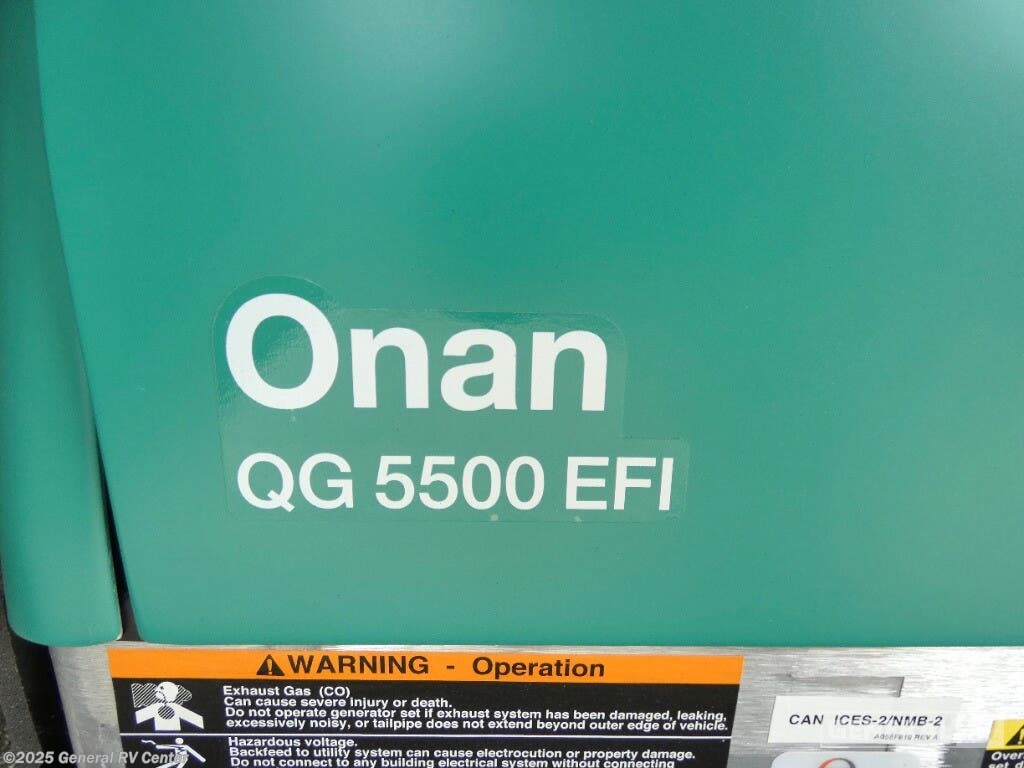 Onan
QG 5500 EFI
WARNING - Operation
Exhaust Gas (CO)
Can cause severe injury or death.
Do not operate generator set if exhaust system has been damaged, leaking,
excessively noisy, or tailpipe does not extend beyond outer edge of vehicle.
Hazardous voltage.
Backfeed to utility system can cause electrocution or property damage.
Do not connect to any building electrical system without connecting
CAN ICES-2/NMB-2
REV A
Over
set d
©2025 General RV Center